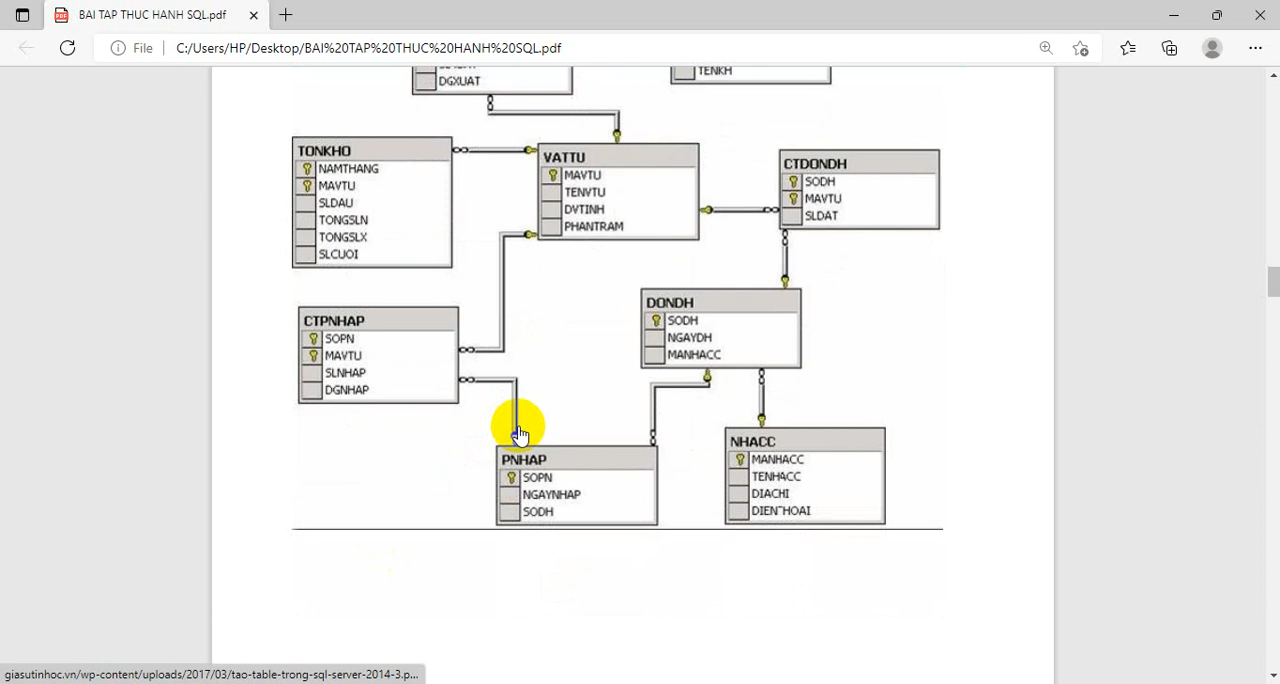 BAI TAP THUC HANH SQL.pdf
File
C:/Users/HP/Desktop/BAI%20TAP%20THUC%20HANH%20SQL.pdf
DGXUAT
TENKH
TONKHO
NAMTHANG
MAVTU
SLDAU
TONGSLN
TONGSLX
SLCUOI
VATTU
MAVTU
TENVTU
DVTINH
PHANTRAM
CTDONDH
SODH
MAVTU
SLDAT
CTPNHAP
SOPN
MAVTU
SLNHAP
DGNHAP
DONDH
SODH
NGAYDH
MANHACC
PNHAP
SOPN
NGAYNHAP
SODH
NHACC
MANHACC
TENHACC
DIACHI
DIENTHOAI
giasutinhoc.vn/wp-content/uploads/2017/03/tao-table-trong-sql-server-2014-3.p...